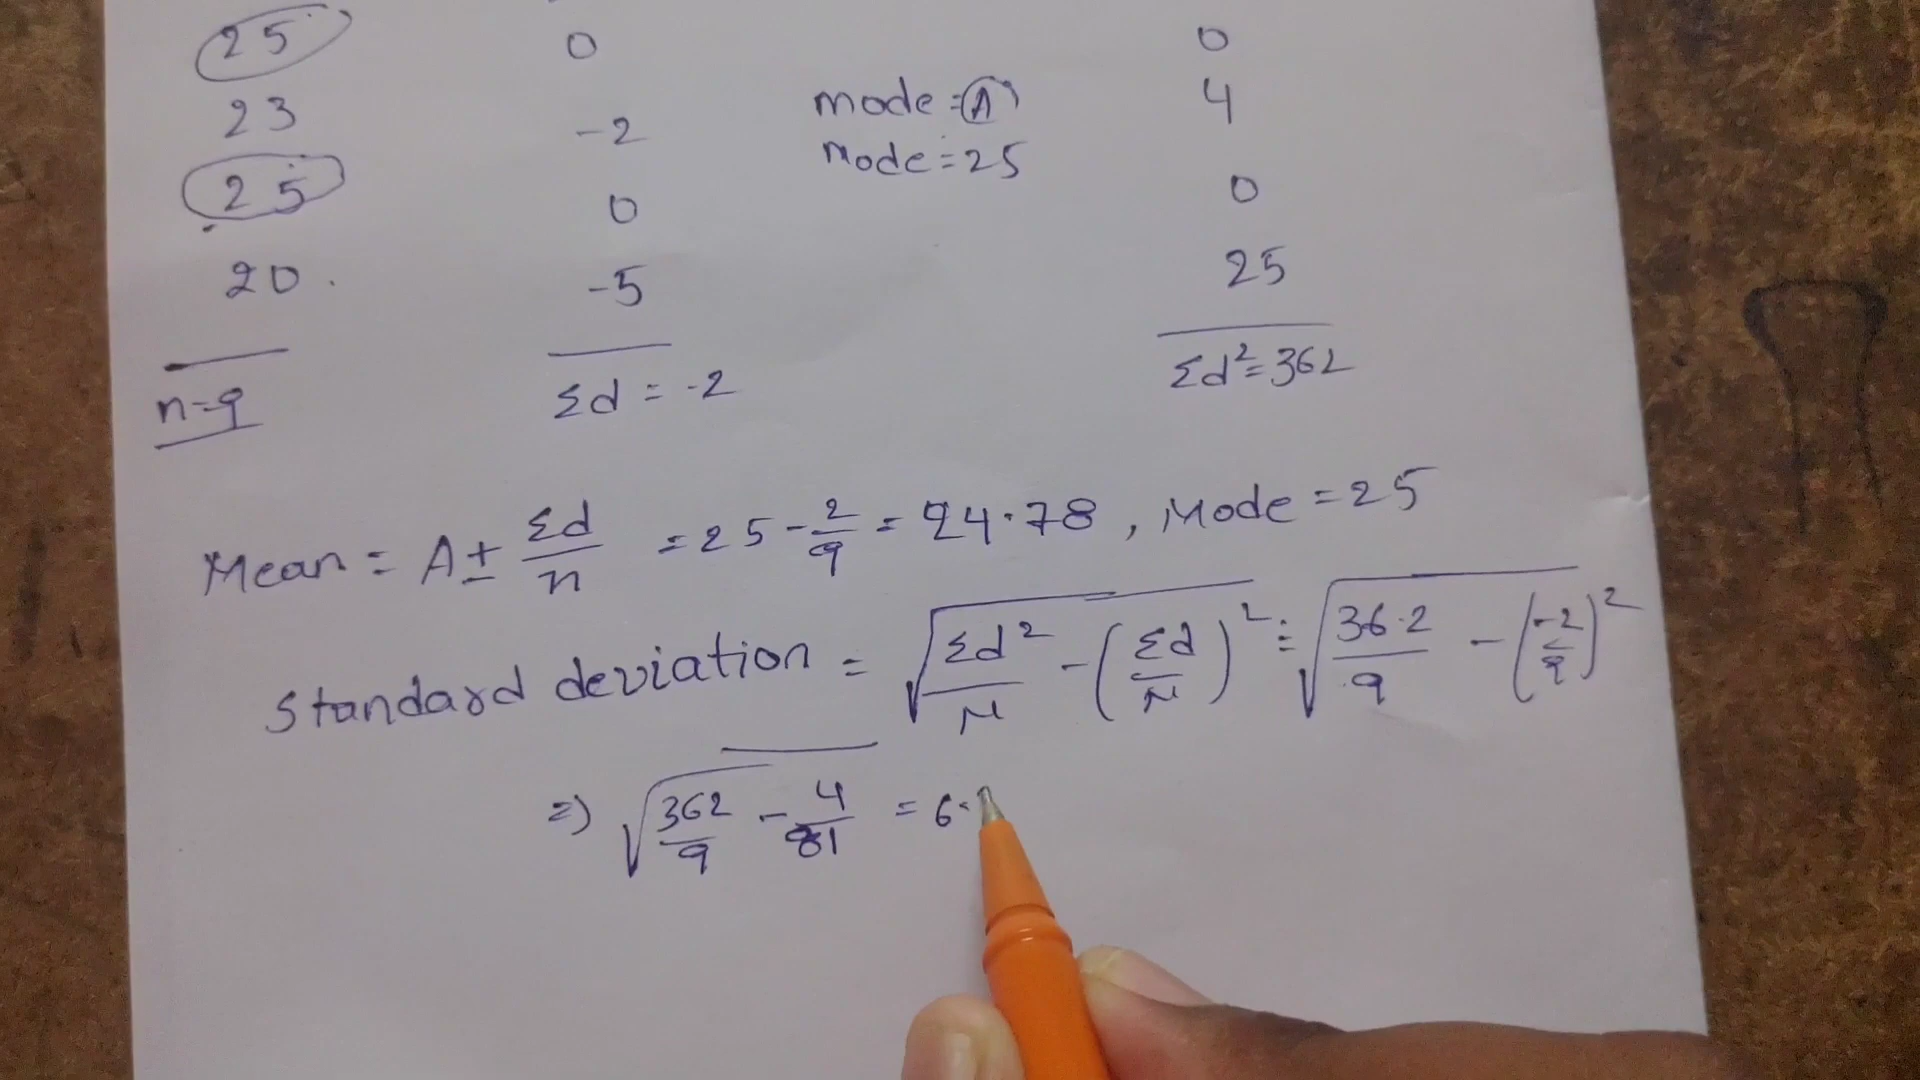 25 0 0
23 -2 mode = A 4
Mode = 25
25 0 0
20. -5 25
n=9 Σd = -2 Σd²=362
Mean = A ± Σd/n = 25 - 2/9 = 24.78, Mode = 25
Standard deviation = √(Σd²/N - (Σd/N)²) = √(362/9 - (-2/9)²)
=> √(362/9 - 4/81) = 6.